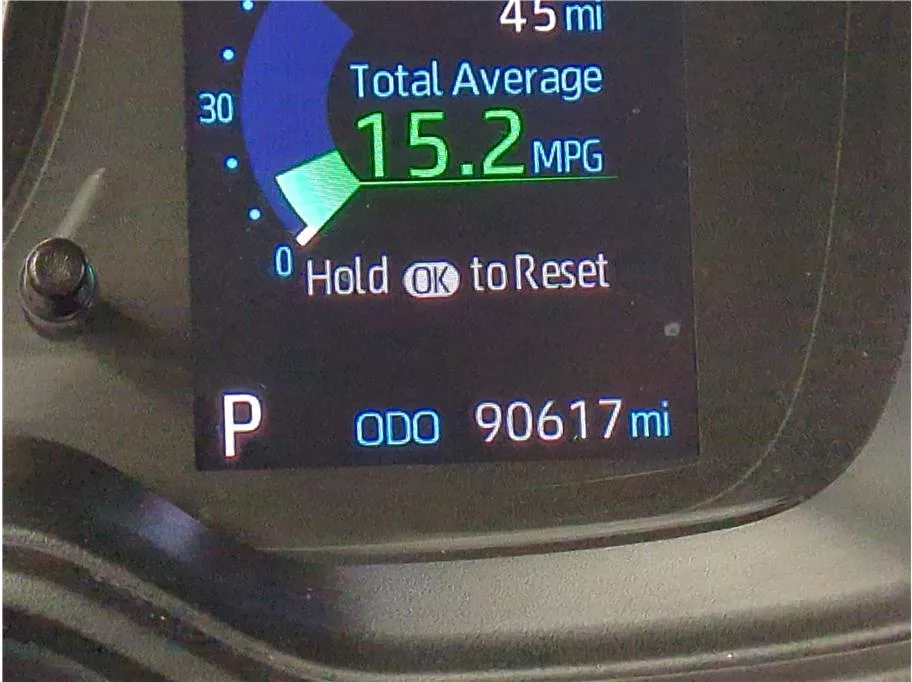 45 mi
Total Average
30
15.2 MPG
0
Hold OK to Reset
P ODO 90617 mi